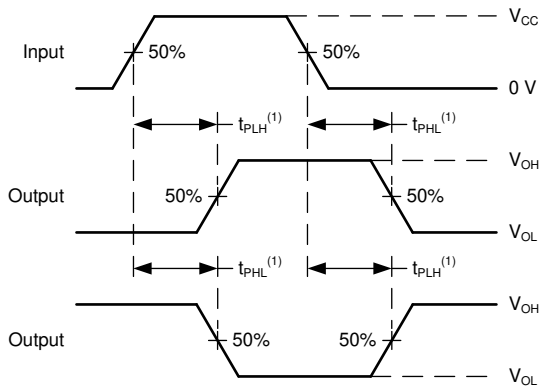 V_CC
Input 50% 50%
0 V
t_PLH^(1) t_PHL^(1)
V_OH
Output 50% 50%
V_OL
t_PHL^(1) t_PLH^(1)
V_OH
Output 50% 50%
V_OL